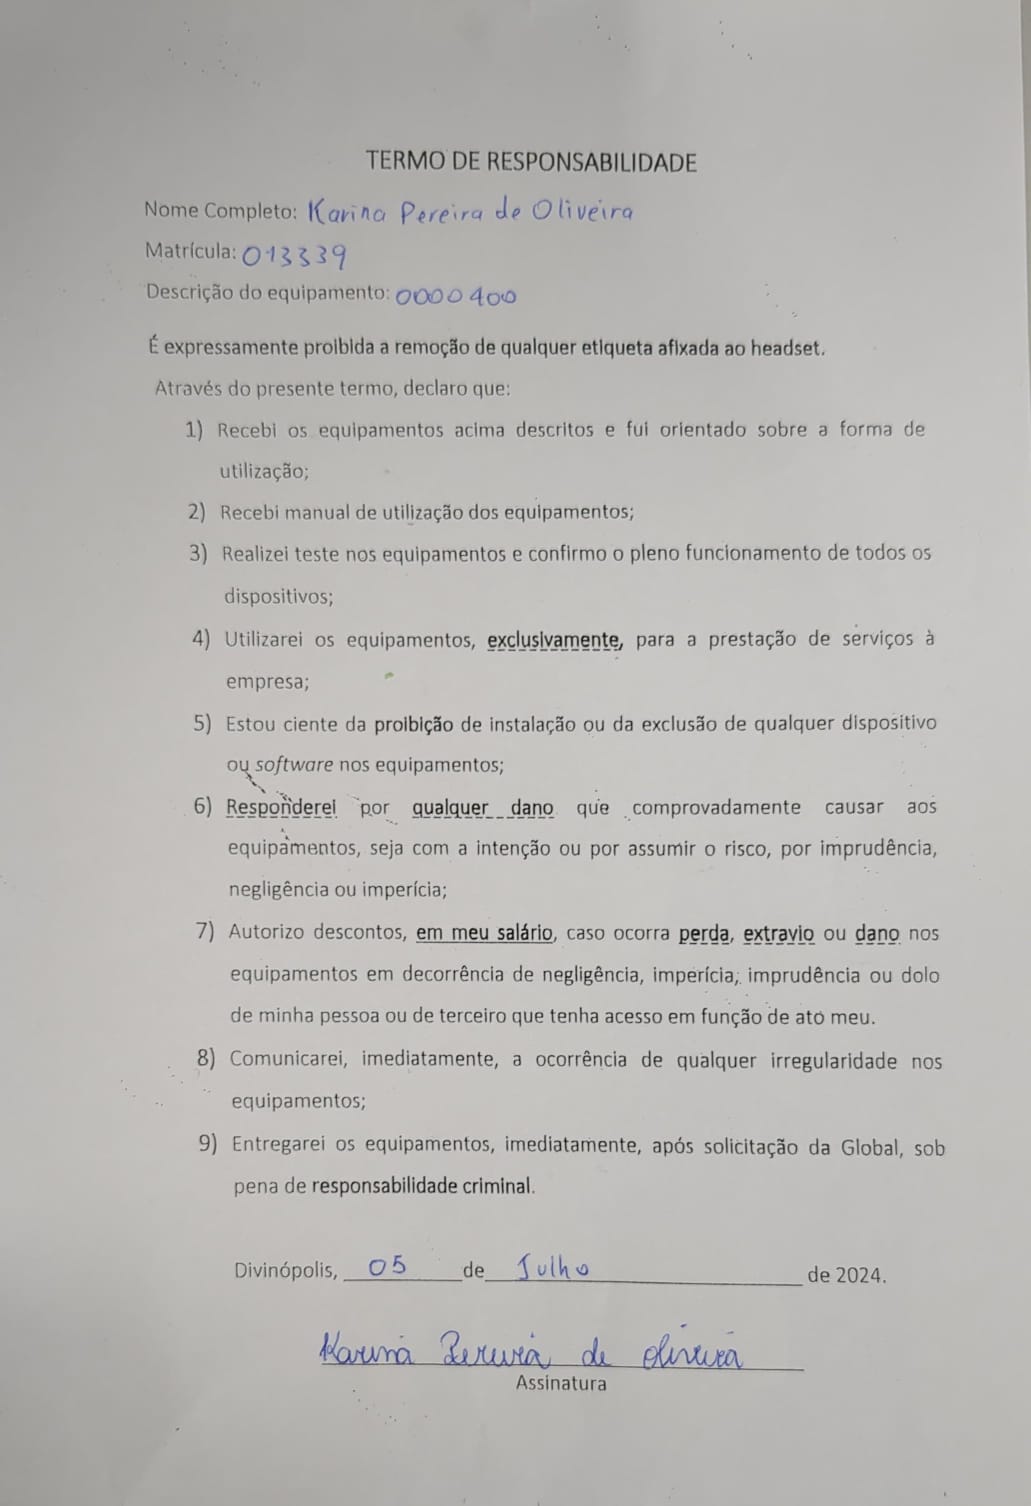 TERMO DE RESPONSABILIDADE
Nome Completo: Karina Pereira de Oliveira
Matrícula: 013339
Descrição do equipamento: 0000400
É expressamente proibida a remoção de qualquer etiqueta afixada ao headset.
Através do presente termo, declaro que:
1) Recebi os equipamentos acima descritos e fui orientado sobre a forma de
utilização;
2) Recebi manual de utilização dos equipamentos;
3) Realizei teste nos equipamentos e confirmo o pleno funcionamento de todos os
dispositivos;
4) Utilizarei os equipamentos, exclusivamente, para a prestação de serviços à
empresa;
5) Estou ciente da proibição de instalação ou da exclusão de qualquer dispositivo
ou software nos equipamentos;
6) Responderei por qualquer dano que comprovadamente causar aos
equipamentos, seja com a intenção ou por assumir o risco, por imprudência,
negligência ou imperícia;
7) Autorizo descontos, em meu salário, caso ocorra perda, extravio ou dano nos
equipamentos em decorrência de negligência, imperícia, imprudência ou dolo
de minha pessoa ou de terceiro que tenha acesso em função de ato meu.
8) Comunicarei, imediatamente, a ocorrência de qualquer irregularidade nos
equipamentos;
9) Entregarei os equipamentos, imediatamente, após solicitação da Global, sob
pena de responsabilidade criminal.
Divinópolis, 05 de Julho de 2024.
Karina Pereira de Oliveira
Assinatura